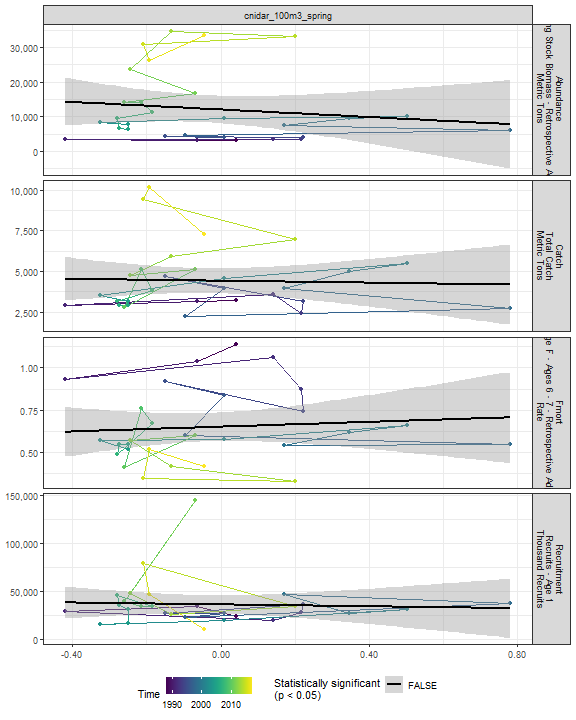 cnidar_100m3_spring
30,000
20,000
10,000
0
Abundance
Stock Biomass - Retrospective
Metric Tons
10,000
7,500
5,000
2,500
Catch
Total Catch
Metric Tons
1.00
0.75
0.50
Fmort
F - Ages 6 - 7 - Retrospective
Rate
150,000
100,000
50,000
0
Recruitment
Recruits - Age 1
Thousand Recruits
-0.40
0.00
0.40
0.80
Time
1990 2000 2010
Statistically significant
(p < 0.05)
FALSE